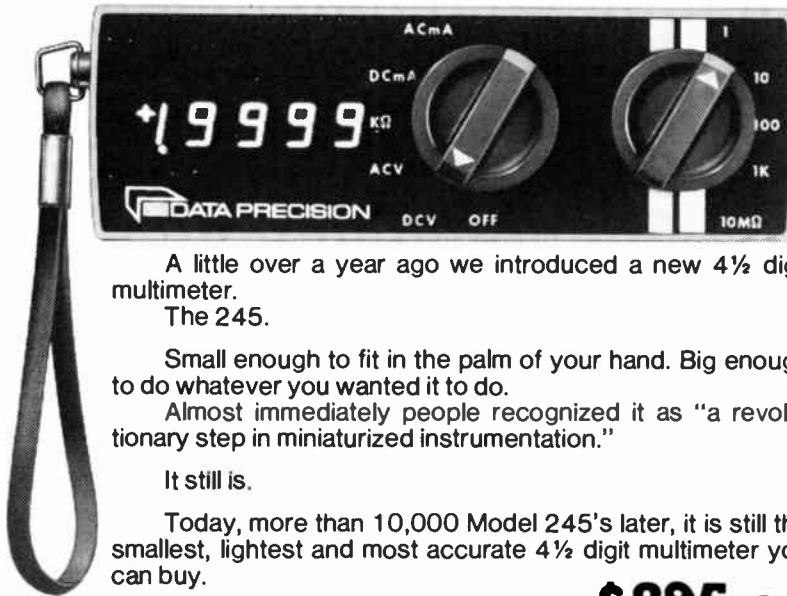 ACmA
1
DCmA
10
+1.9999
KΩ
100
ACV
1K
DATA PRECISION
DCV OFF
10MΩ
A little over a year ago we introduced a new 4½ dig
multimeter.
The 245.
Small enough to fit in the palm of your hand. Big enoug
to do whatever you wanted it to do.
Almost immediately people recognized it as “a revol
tionary step in miniaturized instrumentation.”
It still is.
Today, more than 10,000 Model 245's later, it is still th
smallest, lightest and most accurate 4½ digit multimeter yo
can buy.